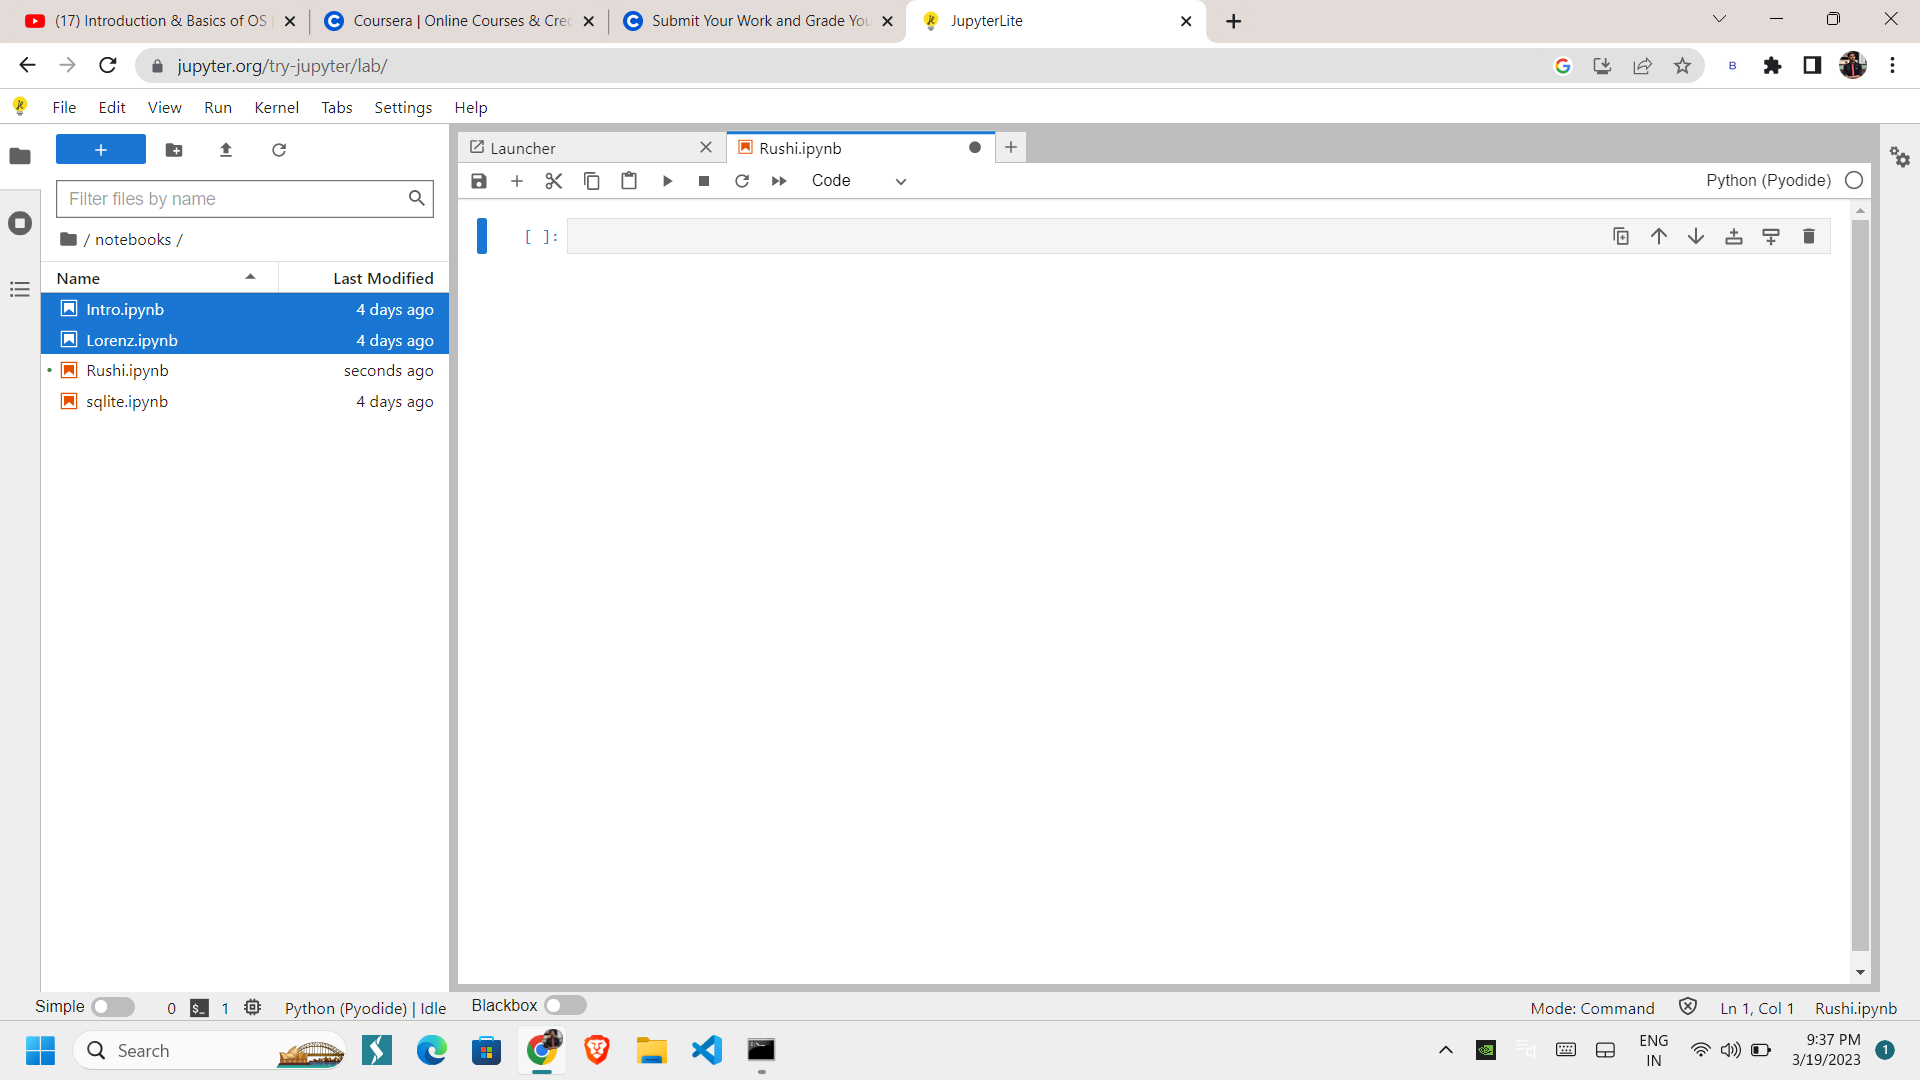 (17) Introduction & Basics of OS | Coursera | Online Courses & Cre Submit Your Work and Grade You JupyterLite
jupyter.org/try-jupyter/lab/
B
File Edit View Run Kernel Tabs Settings Help
Launcher Rushi.ipynb
Code Python (Pyodide)
Filter files by name
[ ]:
/ notebooks /
Name Last Modified
Intro.ipynb 4 days ago
Lorenz.ipynb 4 days ago
Rushi.ipynb seconds ago
sqlite.ipynb 4 days ago
Simple 0 $_ 1 Python (Pyodide) | Idle Blackbox Mode: Command Ln 1, Col 1 Rushi.ipynb
Search ENG 9:37 PM
IN 3/19/2023 1